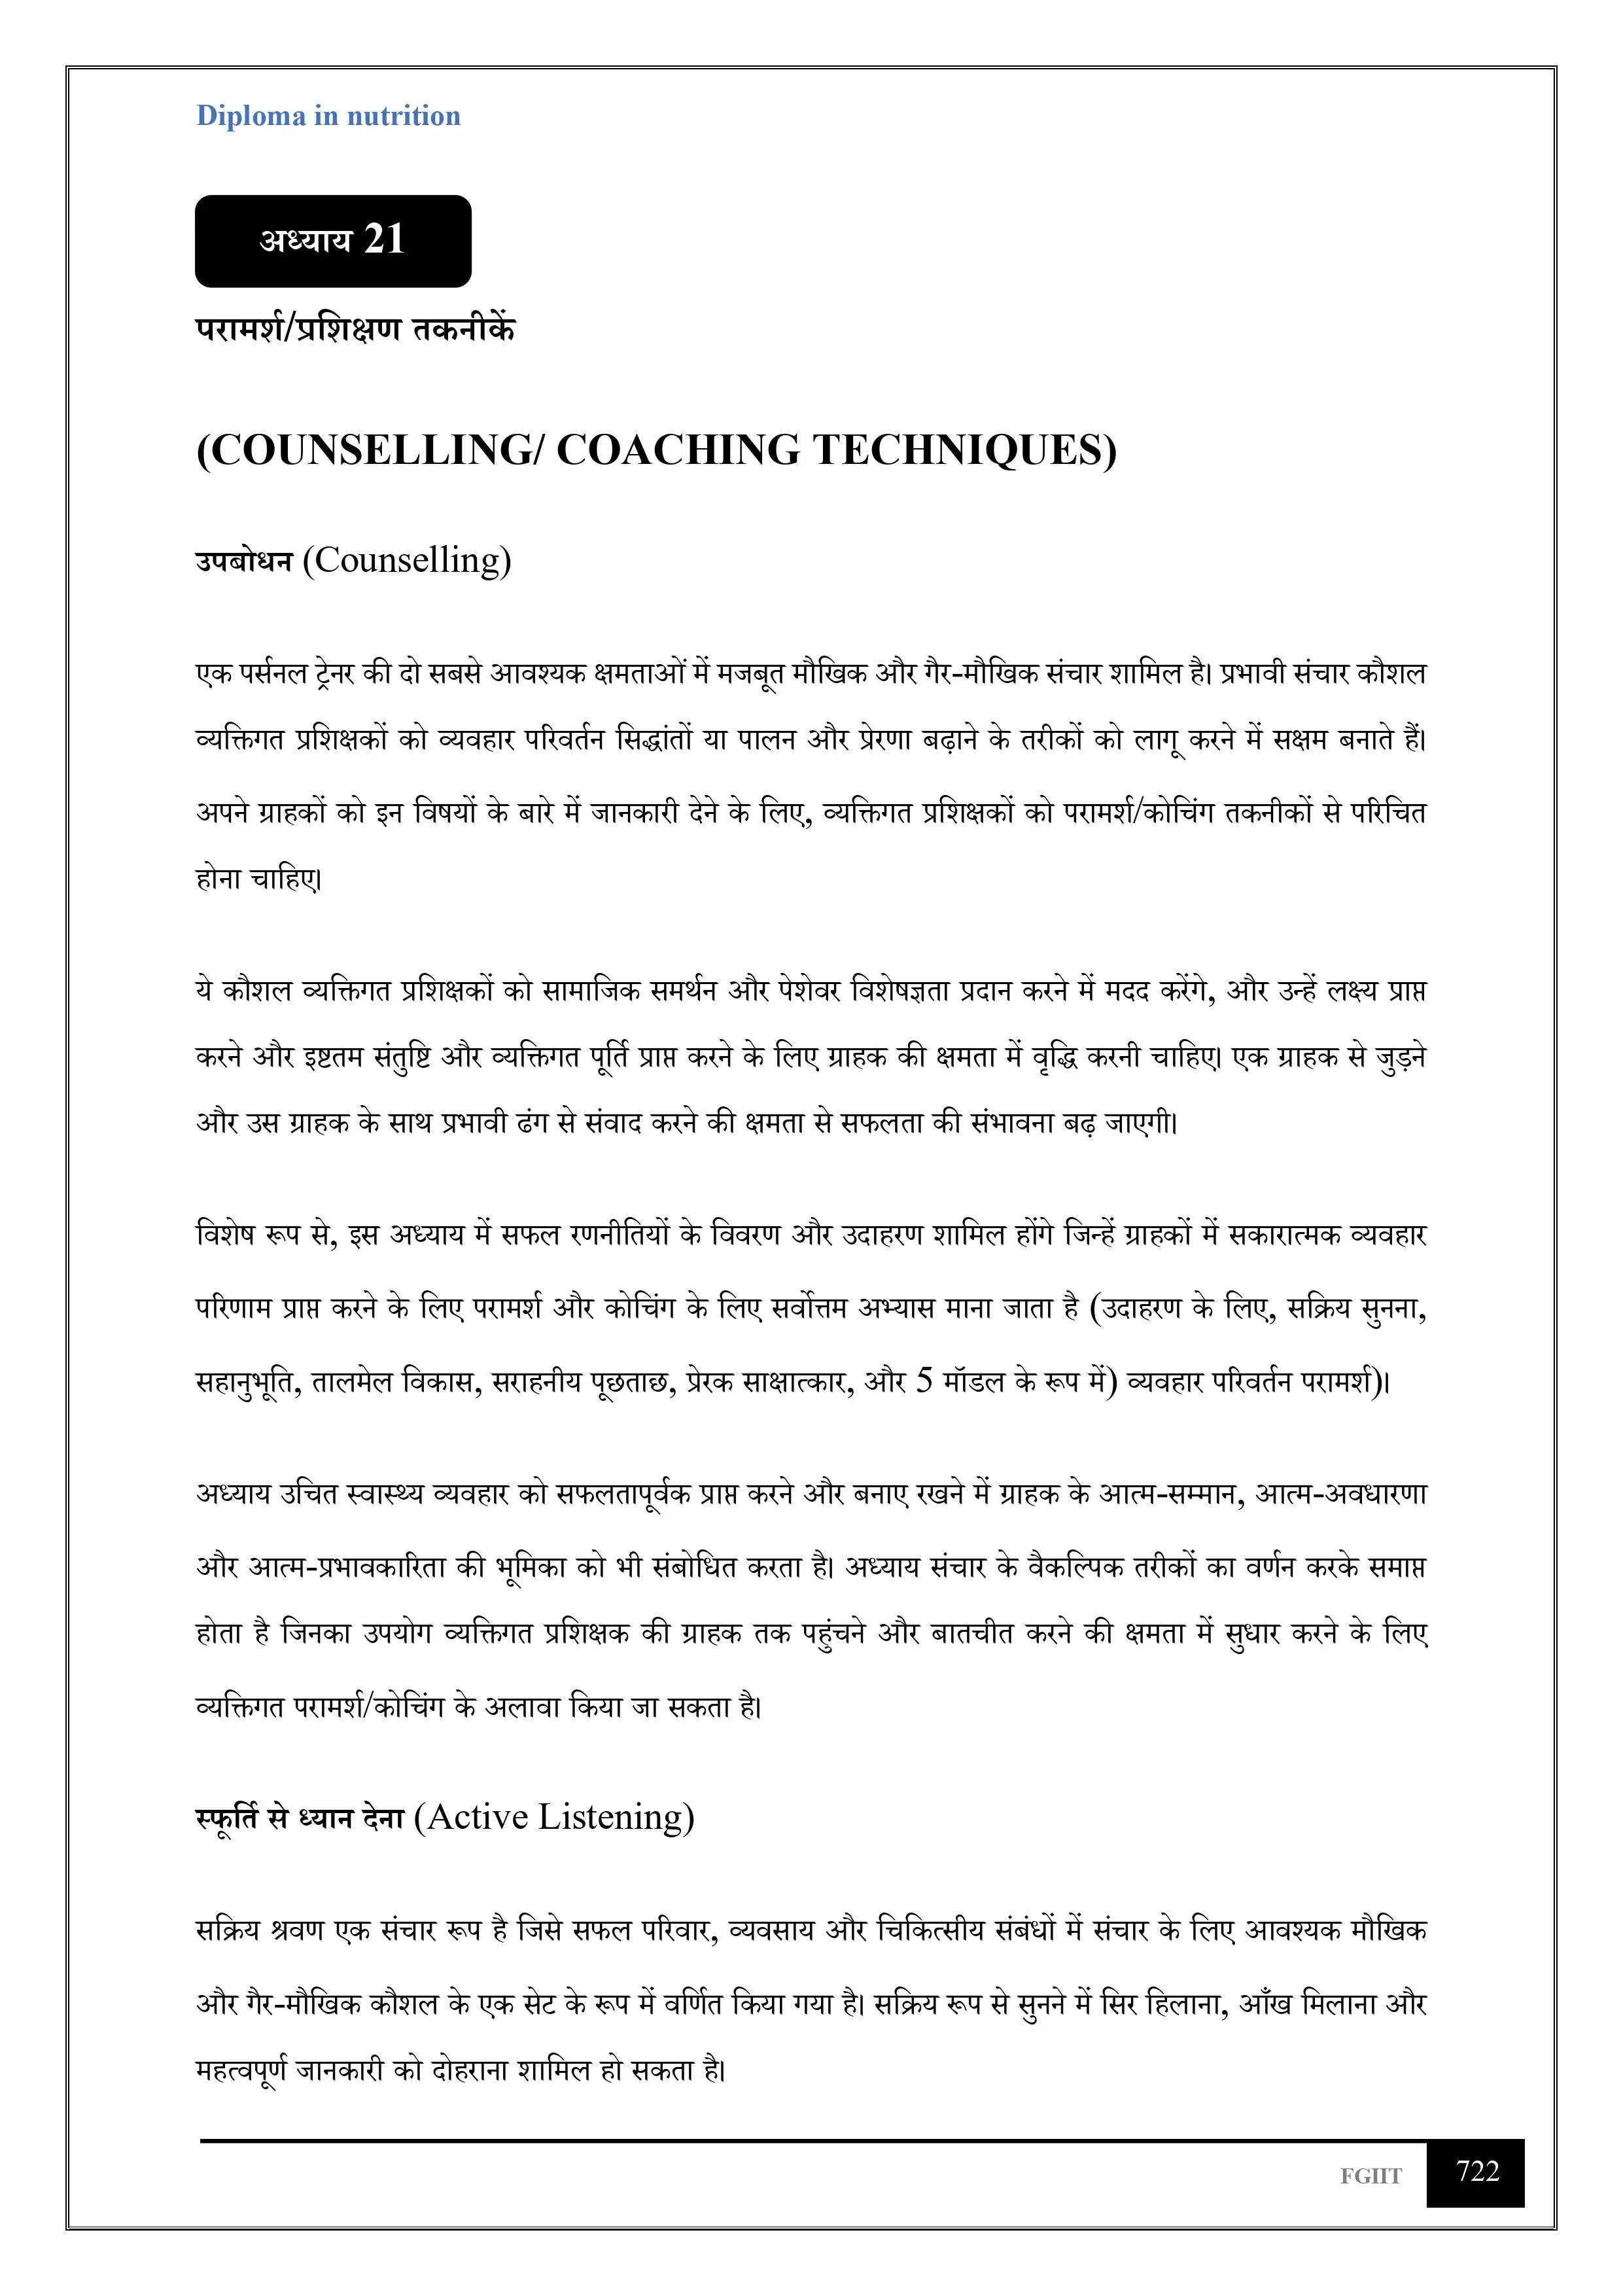 Diploma in nutrition
अध्याय 21
परामर्श/प्रशिक्षण तकनीकें
(COUNSELLING/ COACHING TECHNIQUES)
उपबोधन (Counselling)
एक पर्सनल ट्रेनर की दो सबसे आवश्यक क्षमताओं में मजबूत मौखिक और गैर-मौखिक संचार शामिल है। प्रभावी संचार कौशल
व्यक्तिगत प्रशिक्षकों को व्यवहार परिवर्तन सिद्धांतों या पालन और प्रेरणा बढ़ाने के तरीकों को लागू करने में सक्षम बनाते हैं।
अपने ग्राहकों को इन विषयों के बारे में जानकारी देने के लिए, व्यक्तिगत प्रशिक्षकों को परामर्श/कोचिंग तकनीकों से परिचित
होना चाहिए।
ये कौशल व्यक्तिगत प्रशिक्षकों को सामाजिक समर्थन और पेशेवर विशेषज्ञता प्रदान करने में मदद करेंगे, और उन्हें लक्ष्य प्राप्त
करने और इष्टतम संतुष्टि और व्यक्तिगत पूर्ति प्राप्त करने के लिए ग्राहक की क्षमता में वृद्धि करनी चाहिए। एक ग्राहक से जुड़ने
और उस ग्राहक के साथ प्रभावी ढंग से संवाद करने की क्षमता से सफलता की संभावना बढ़ जाएगी।
विशेष रूप से, इस अध्याय में सफल रणनीतियों के विवरण और उदाहरण शामिल होंगे जिन्हें ग्राहकों में सकारात्मक व्यवहार
परिणाम प्राप्त करने के लिए परामर्श और कोचिंग के लिए सर्वोत्तम अभ्यास माना जाता है (उदाहरण के लिए, सक्रिय सुनना,
सहानुभूति, तालमेल विकास, सराहनीय पूछताछ, प्रेरक साक्षात्कार, और 5 मॉडल के रूप में) व्यवहार परिवर्तन परामर्श)।
अध्याय उचित स्वास्थ्य व्यवहार को सफलतापूर्वक प्राप्त करने और बनाए रखने में ग्राहक के आत्म-सम्मान, आत्म-अवधारणा
और आत्म-प्रभावकारिता की भूमिका को भी संबोधित करता है। अध्याय संचार के वैकल्पिक तरीकों का वर्णन करके समाप्त
होता है जिनका उपयोग व्यक्तिगत प्रशिक्षक की ग्राहक तक पहुंचने और बातचीत करने की क्षमता में सुधार करने के लिए
व्यक्तिगत परामर्श/कोचिंग के अलावा किया जा सकता है।
स्फूर्ति से ध्यान देना (Active Listening)
सक्रिय श्रवण एक संचार रूप है जिसे सफल परिवार, व्यवसाय और चिकित्सीय संबंधों में संचार के लिए आवश्यक मौखिक
और गैर-मौखिक कौशल के एक सेट के रूप में वर्णित किया गया है। सक्रिय रूप से सुनने में सिर हिलाना, आँख मिलाना और
महत्वपूर्ण जानकारी को दोहराना शामिल हो सकता है।
FGIIT 722